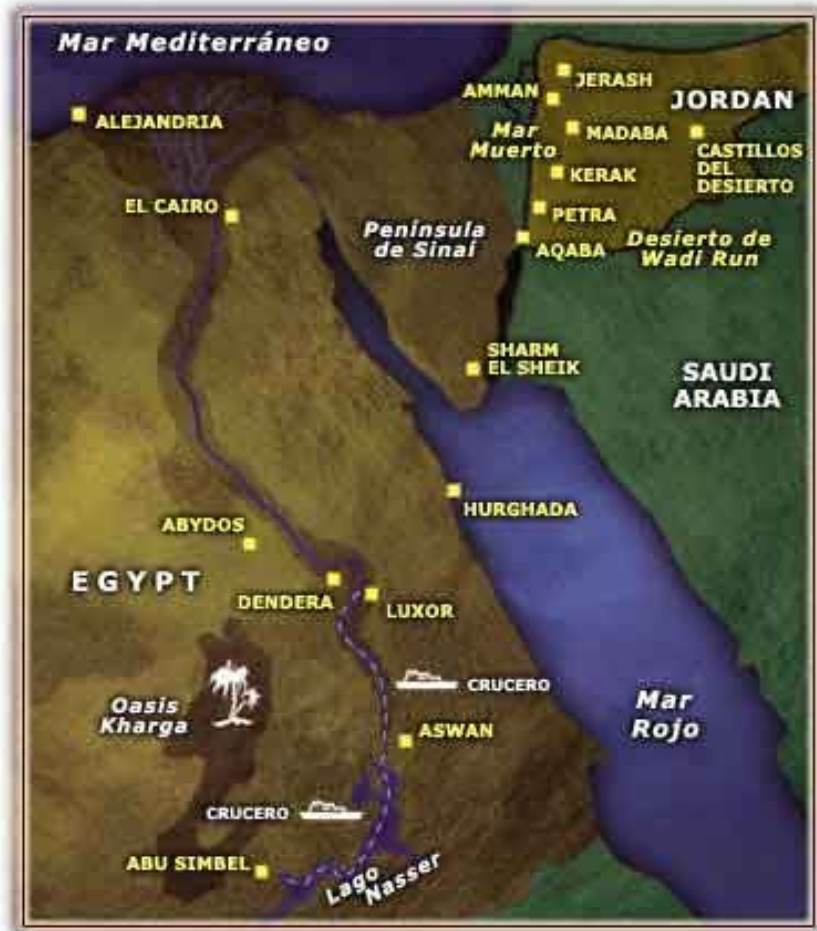 Mar Mediterráneo
ALEJANDRIA
EL CAIRO
AMMAN
JERASH
JORDAN
Mar
Muerto
MADABA
CASTILLOS
DEL
DESIERTO
KERAK
PETRA
AQABA
Península
de Sinaí
Desierto de
Wadi Run
SHARM
EL SHEIK
SAUDI
ARABIA
HURGHADA
ABYDOS
EGYPT
DENDERA
LUXOR
CRUCERO
Oasis
Kharga
ASWAN
Mar
Rojo
CRUCERO
ABU SIMBEL
Lago
Nasser